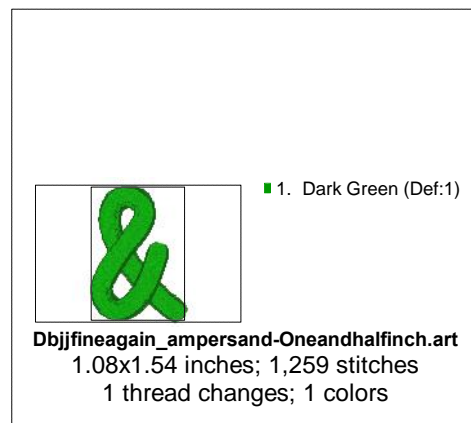 &
1. Dark Green (Def:1)
Dbjjfineagain_ampersand-Oneandhalfinch.art
1.08x1.54 inches; 1,259 stitches
1 thread changes; 1 colors